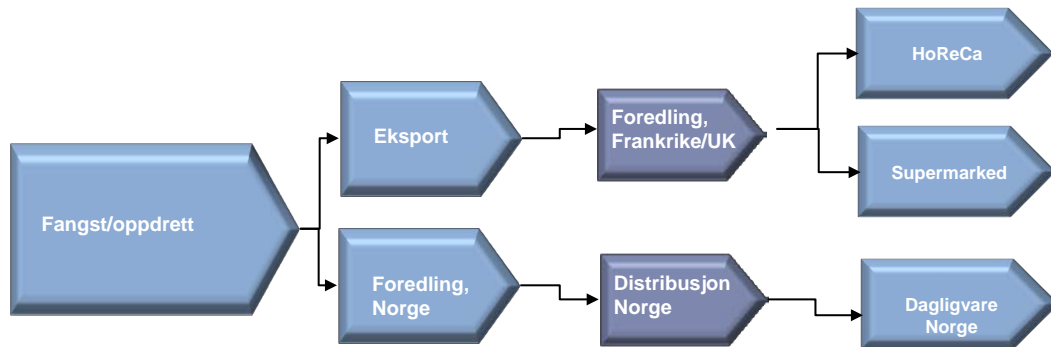 HoReCa
Eksport
Foredling,
Frankrike/UK
Supermarked
Fangst/oppdrett
Foredling,
Norge
Distribusjon
Norge
Dagligvare
Norge